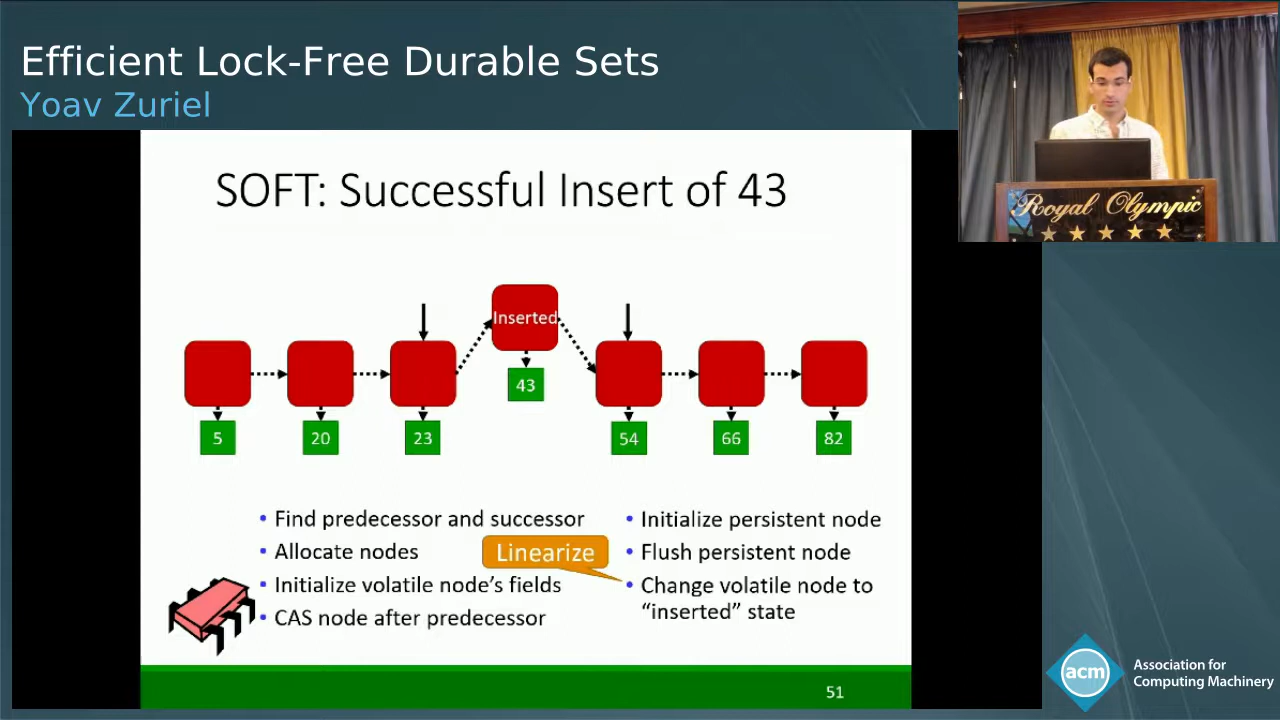 Efficient Lock-Free Durable Sets
Yoav Zuriel
Royal Olympic
SOFT: Successful Insert of 43
Inserted
43
5 20 23 54 66 82
• Find predecessor and successor
• Allocate nodes
• Initialize volatile node's fields
• CAS node after predecessor
Linearize
• Initialize persistent node
• Flush persistent node
• Change volatile node to
"inserted" state
51
acm
Association for
Computing Machinery